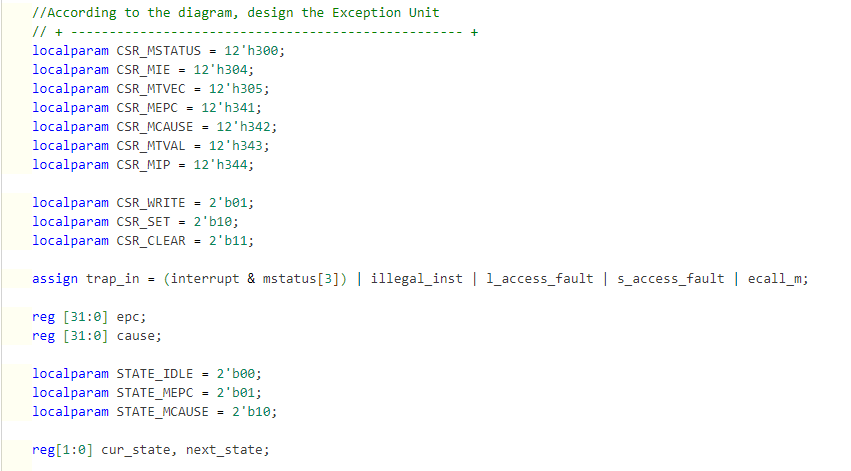 //According to the diagram, design the Exception Unit
// + --------------------------------------------------- +
localparam CSR_MSTATUS = 12'h300;
localparam CSR_MIE = 12'h304;
localparam CSR_MTVEC = 12'h305;
localparam CSR_MEPC = 12'h341;
localparam CSR_MCAUSE = 12'h342;
localparam CSR_MTVAL = 12'h343;
localparam CSR_MIP = 12'h344;
localparam CSR_WRITE = 2'b01;
localparam CSR_SET = 2'b10;
localparam CSR_CLEAR = 2'b11;
assign trap_in = (interrupt & mstatus[3]) | illegal_inst | l_access_fault | s_access_fault | ecall_m;
reg [31:0] epc;
reg [31:0] cause;
localparam STATE_IDLE = 2'b00;
localparam STATE_MEPC = 2'b01;
localparam STATE_MCAUSE = 2'b10;
reg[1:0] cur_state, next_state;